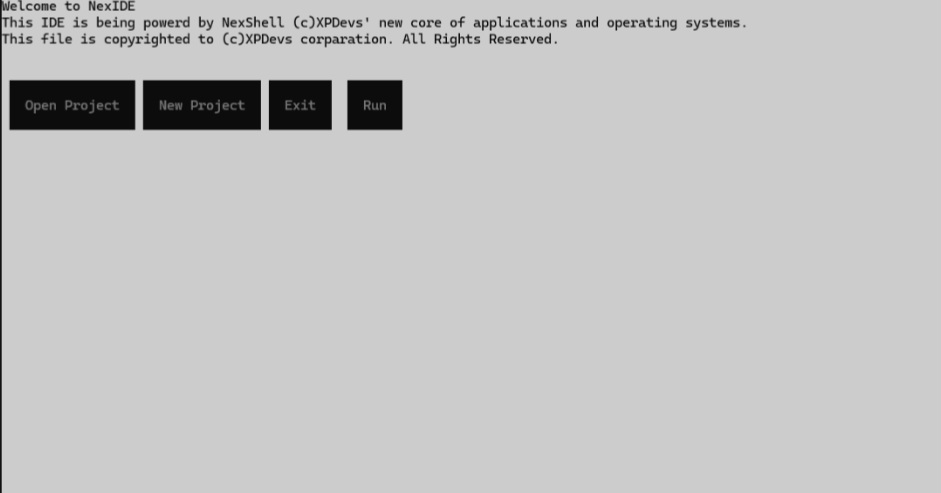 Welcome to NexIDE
This IDE is being powerd by NexShell (c)XPDevs' new core of applications and operating systems.
This file is copyrighted to (c)XPDevs corparation. All Rights Reserved.
Open Project New Project Exit Run